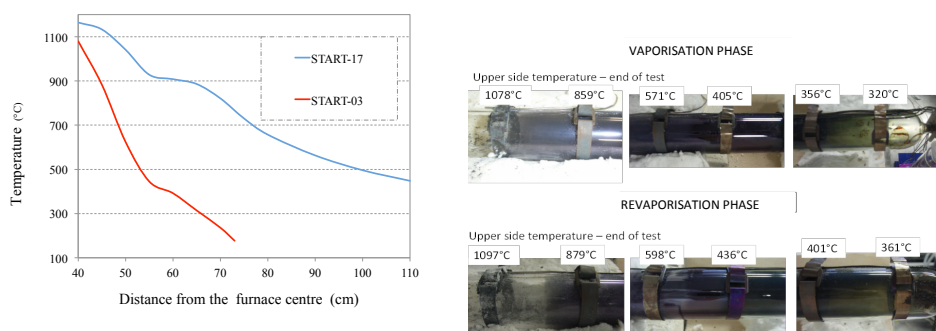 Temperature (°C)
1100
900
700
500
300
100
START-17
START-03
40
50
60
70
80
90
100
110
Distance from the furnace centre (cm)
VAPORISATION PHASE
Upper side temperature – end of test
1078°C
859°C
571°C
405°C
356°C
320°C
REVAPORISATION PHASE
Upper side temperature – end of test
1097°C
879°C
598°C
436°C
401°C
361°C